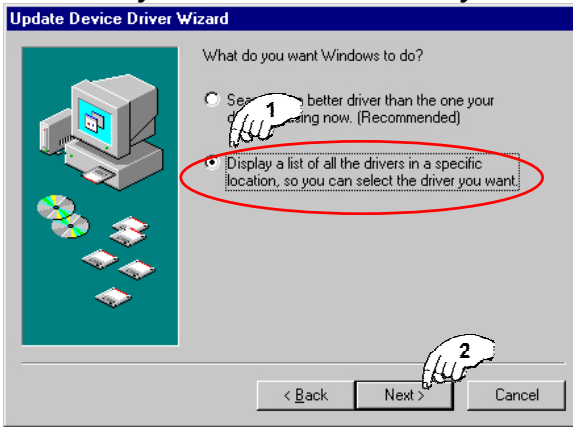 Update Device Driver Wizard
What do you want Windows to do?
better driver than the one your
ing now. (Recommended)
1
Display a list of all the drivers in a specific
location, so you can select the driver you want.
2
< Back
Next >
Cancel